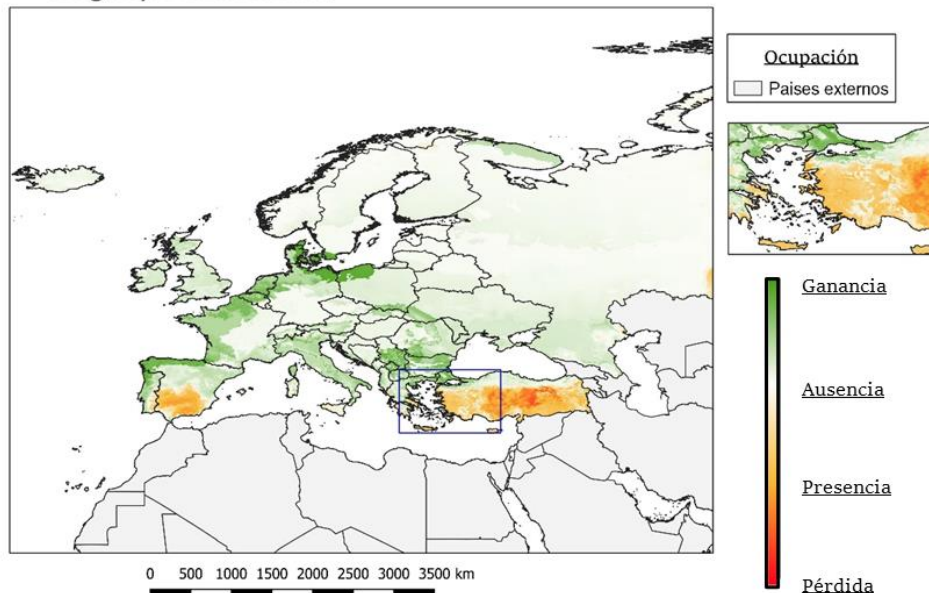 Ocupación
Paises externos
Ganancia
Ausencia
Presencia
Pérdida
0 500 1000 1500 2000 2500 3000 3500 km